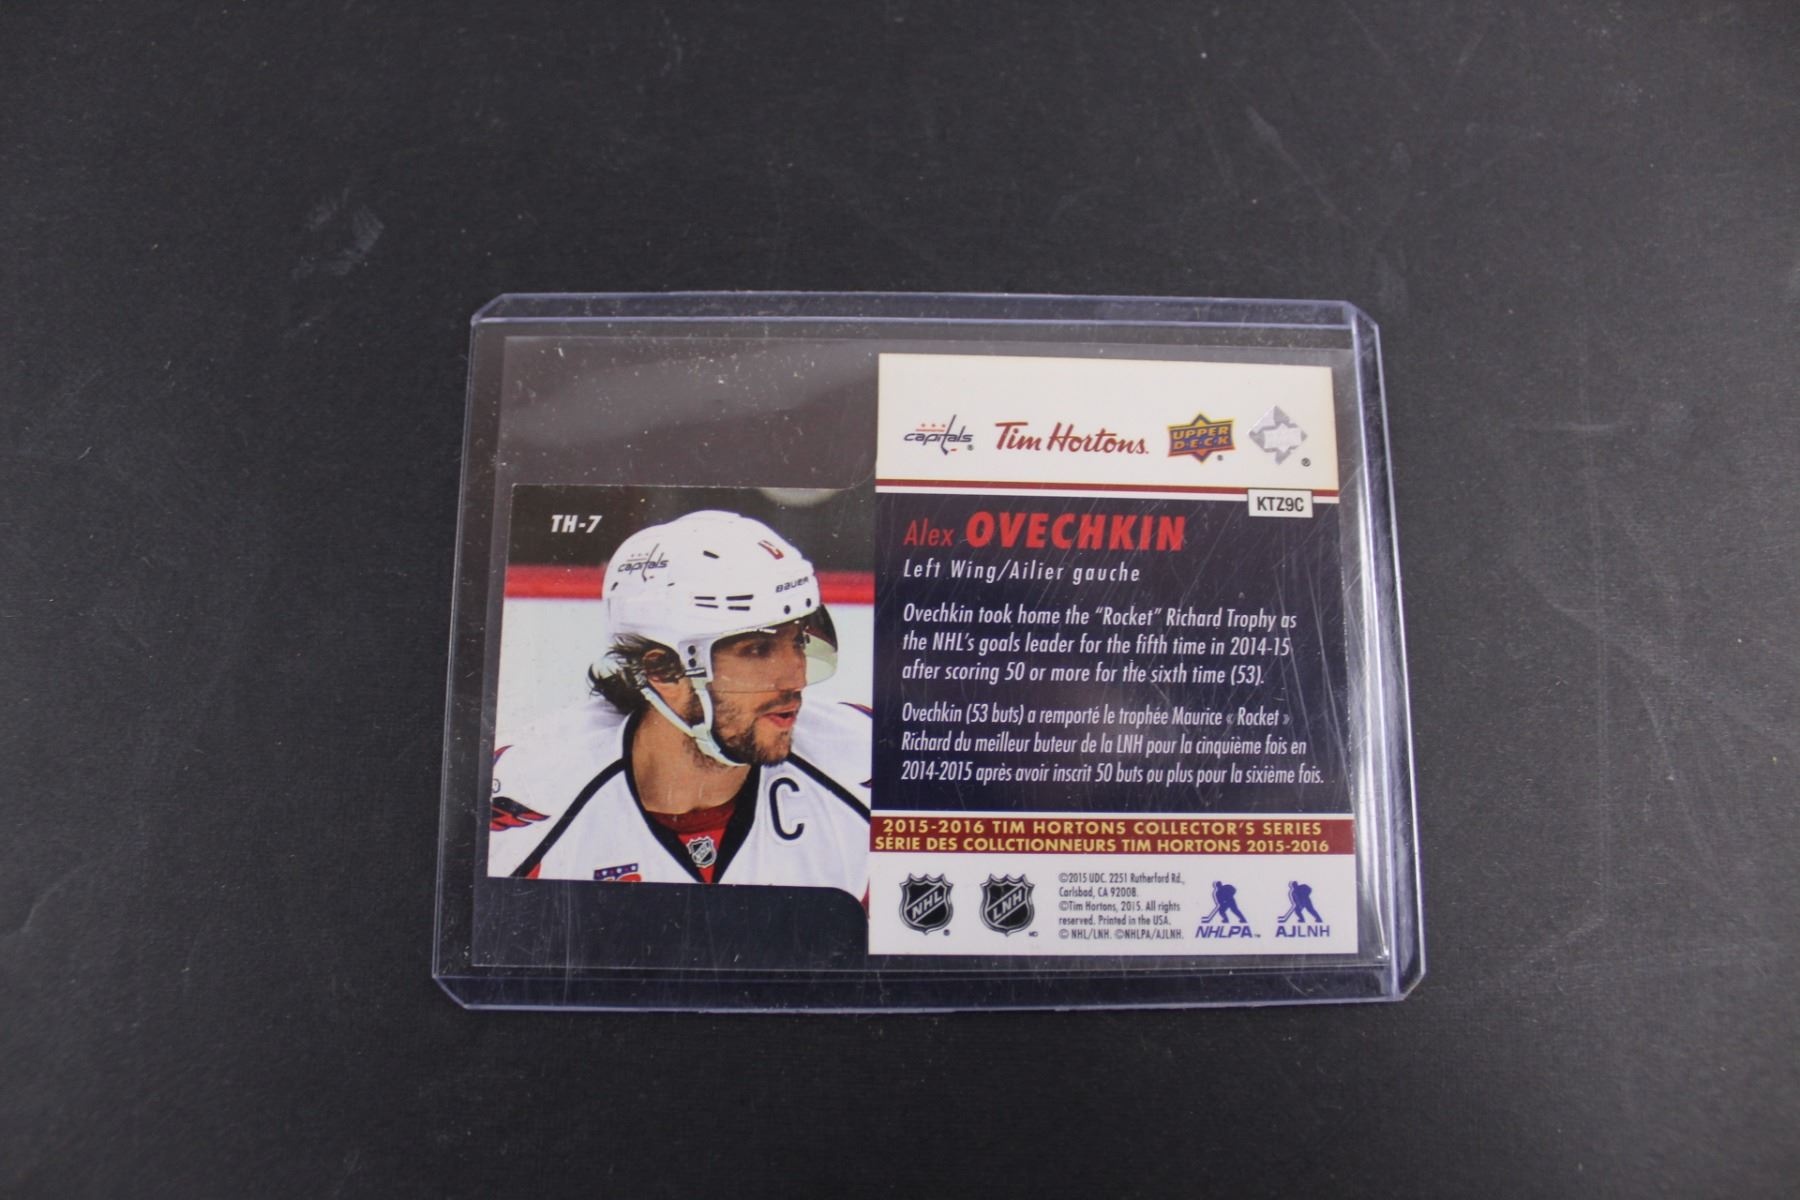 capitals
Tim Hortons.
UPPER
D·E·C·K
KTZ9C
TH-7
capitals
BAUER
C
NHL
Alex OVECHKIN
Left Wing/Ailier gauche
Ovechkin took home the “Rocket” Richard Trophy as
the NHL's goals leader for the fifth time in 2014-15
after scoring 50 or more for the sixth time (53).
Ovechkin (53 buts) a remporté le trophée Maurice « Rocket »
Richard du meilleur buteur de la LNH pour la cinquième fois en
2014-2015 après avoir inscrit 50 buts ou plus pour la sixième fois.
2015-2016 TIM HORTONS COLLECTOR'S SERIES
SÉRIE DES COLLCTIONNEURS TIM HORTONS 2015-2016
NHL
LNH
©2015 UDC. 2251 Rutherford Rd.,
Carlsbad, CA 92008.
©Tim Hortons, 2015. All rights
reserved. Printed in the USA.
© NHL/LNH. ©NHLPA/AJLNH.
NHLPA™
AJLNH